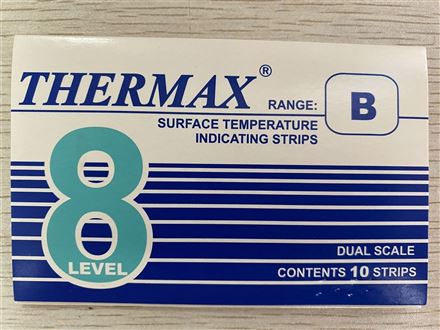 THERMAX®
RANGE: B
SURFACE TEMPERATURE
INDICATING STRIPS
8
LEVEL
DUAL SCALE
CONTENTS 10 STRIPS